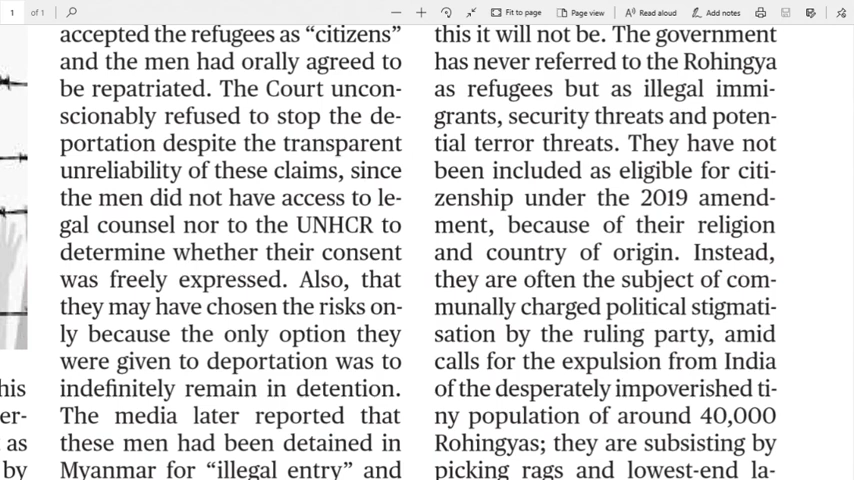 1 of 1
Fit to page
Page view
Read aloud
Add notes
his
er-
as
by
accepted the refugees as “citizens”
and the men had orally agreed to
be repatriated. The Court uncon-
scionably refused to stop the de-
portation despite the transparent
unreliability of these claims, since
the men did not have access to le-
gal counsel nor to the UNHCR to
determine whether their consent
was freely expressed. Also, that
they may have chosen the risks on-
ly because the only option they
were given to deportation was to
indefinitely remain in detention.
The media later reported that
these men had been detained in
Myanmar for “illegal entry” and
this it will not be. The government
has never referred to the Rohingya
as refugees but as illegal immi-
grants, security threats and poten-
tial terror threats. They have not
been included as eligible for citi-
zenship under the 2019 amend-
ment, because of their religion
and country of origin. Instead,
they are often the subject of com-
munally charged political stigmati-
sation by the ruling party, amid
calls for the expulsion from India
of the desperately impoverished ti-
ny population of around 40,000
Rohingyas; they are subsisting by
picking rags and lowest-end la-